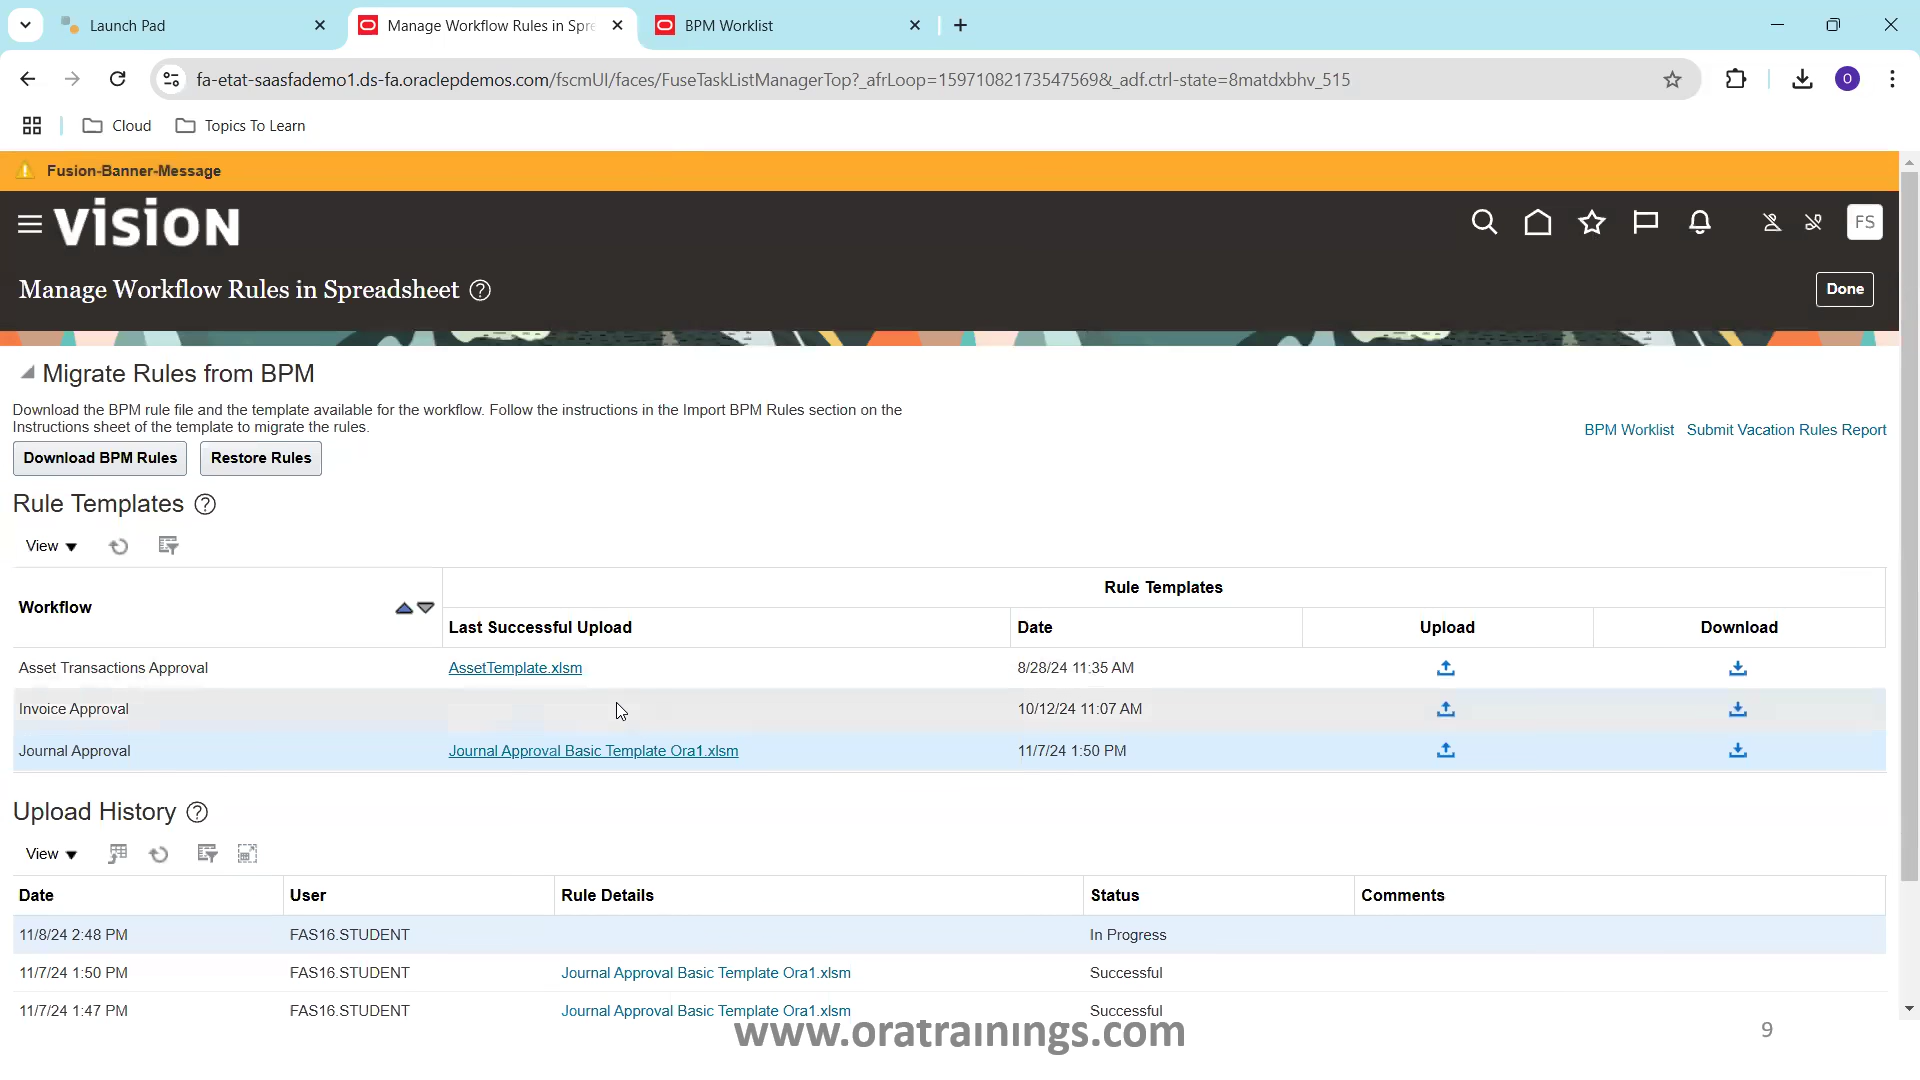 Launch Pad
Manage Workflow Rules in Spre
BPM Worklist
fa-etat-saasfademo1.ds-fa.oraclepdemos.com/fscmUI/faces/FuseTaskListManagerTop?_afrLoop=15971082173547569&_adf.ctrl-state=8matdxbhv_515
O
Cloud
Topics To Learn
Fusion-Banner-Message
VISION
FS
Manage Workflow Rules in Spreadsheet
Done
Migrate Rules from BPM
Download the BPM rule file and the template available for the workflow. Follow the instructions in the Import BPM Rules section on the
Instructions sheet of the template to migrate the rules.
BPM Worklist Submit Vacation Rules Report
Download BPM Rules Restore Rules
Rule Templates
View
Workflow
Rule Templates
Last Successful Upload Date Upload Download
Asset Transactions Approval AssetTemplate.xlsm 8/28/24 11:35 AM
Invoice Approval 10/12/24 11:07 AM
Journal Approval Journal Approval Basic Template Ora1.xlsm 11/7/24 1:50 PM
Upload History
View
Date User Rule Details Status Comments
11/8/24 2:48 PM FAS16.STUDENT In Progress
11/7/24 1:50 PM FAS16.STUDENT Journal Approval Basic Template Ora1.xlsm Successful
11/7/24 1:47 PM FAS16.STUDENT Journal Approval Basic Template Ora1.xlsm Successful
www.oratrainings.com
9